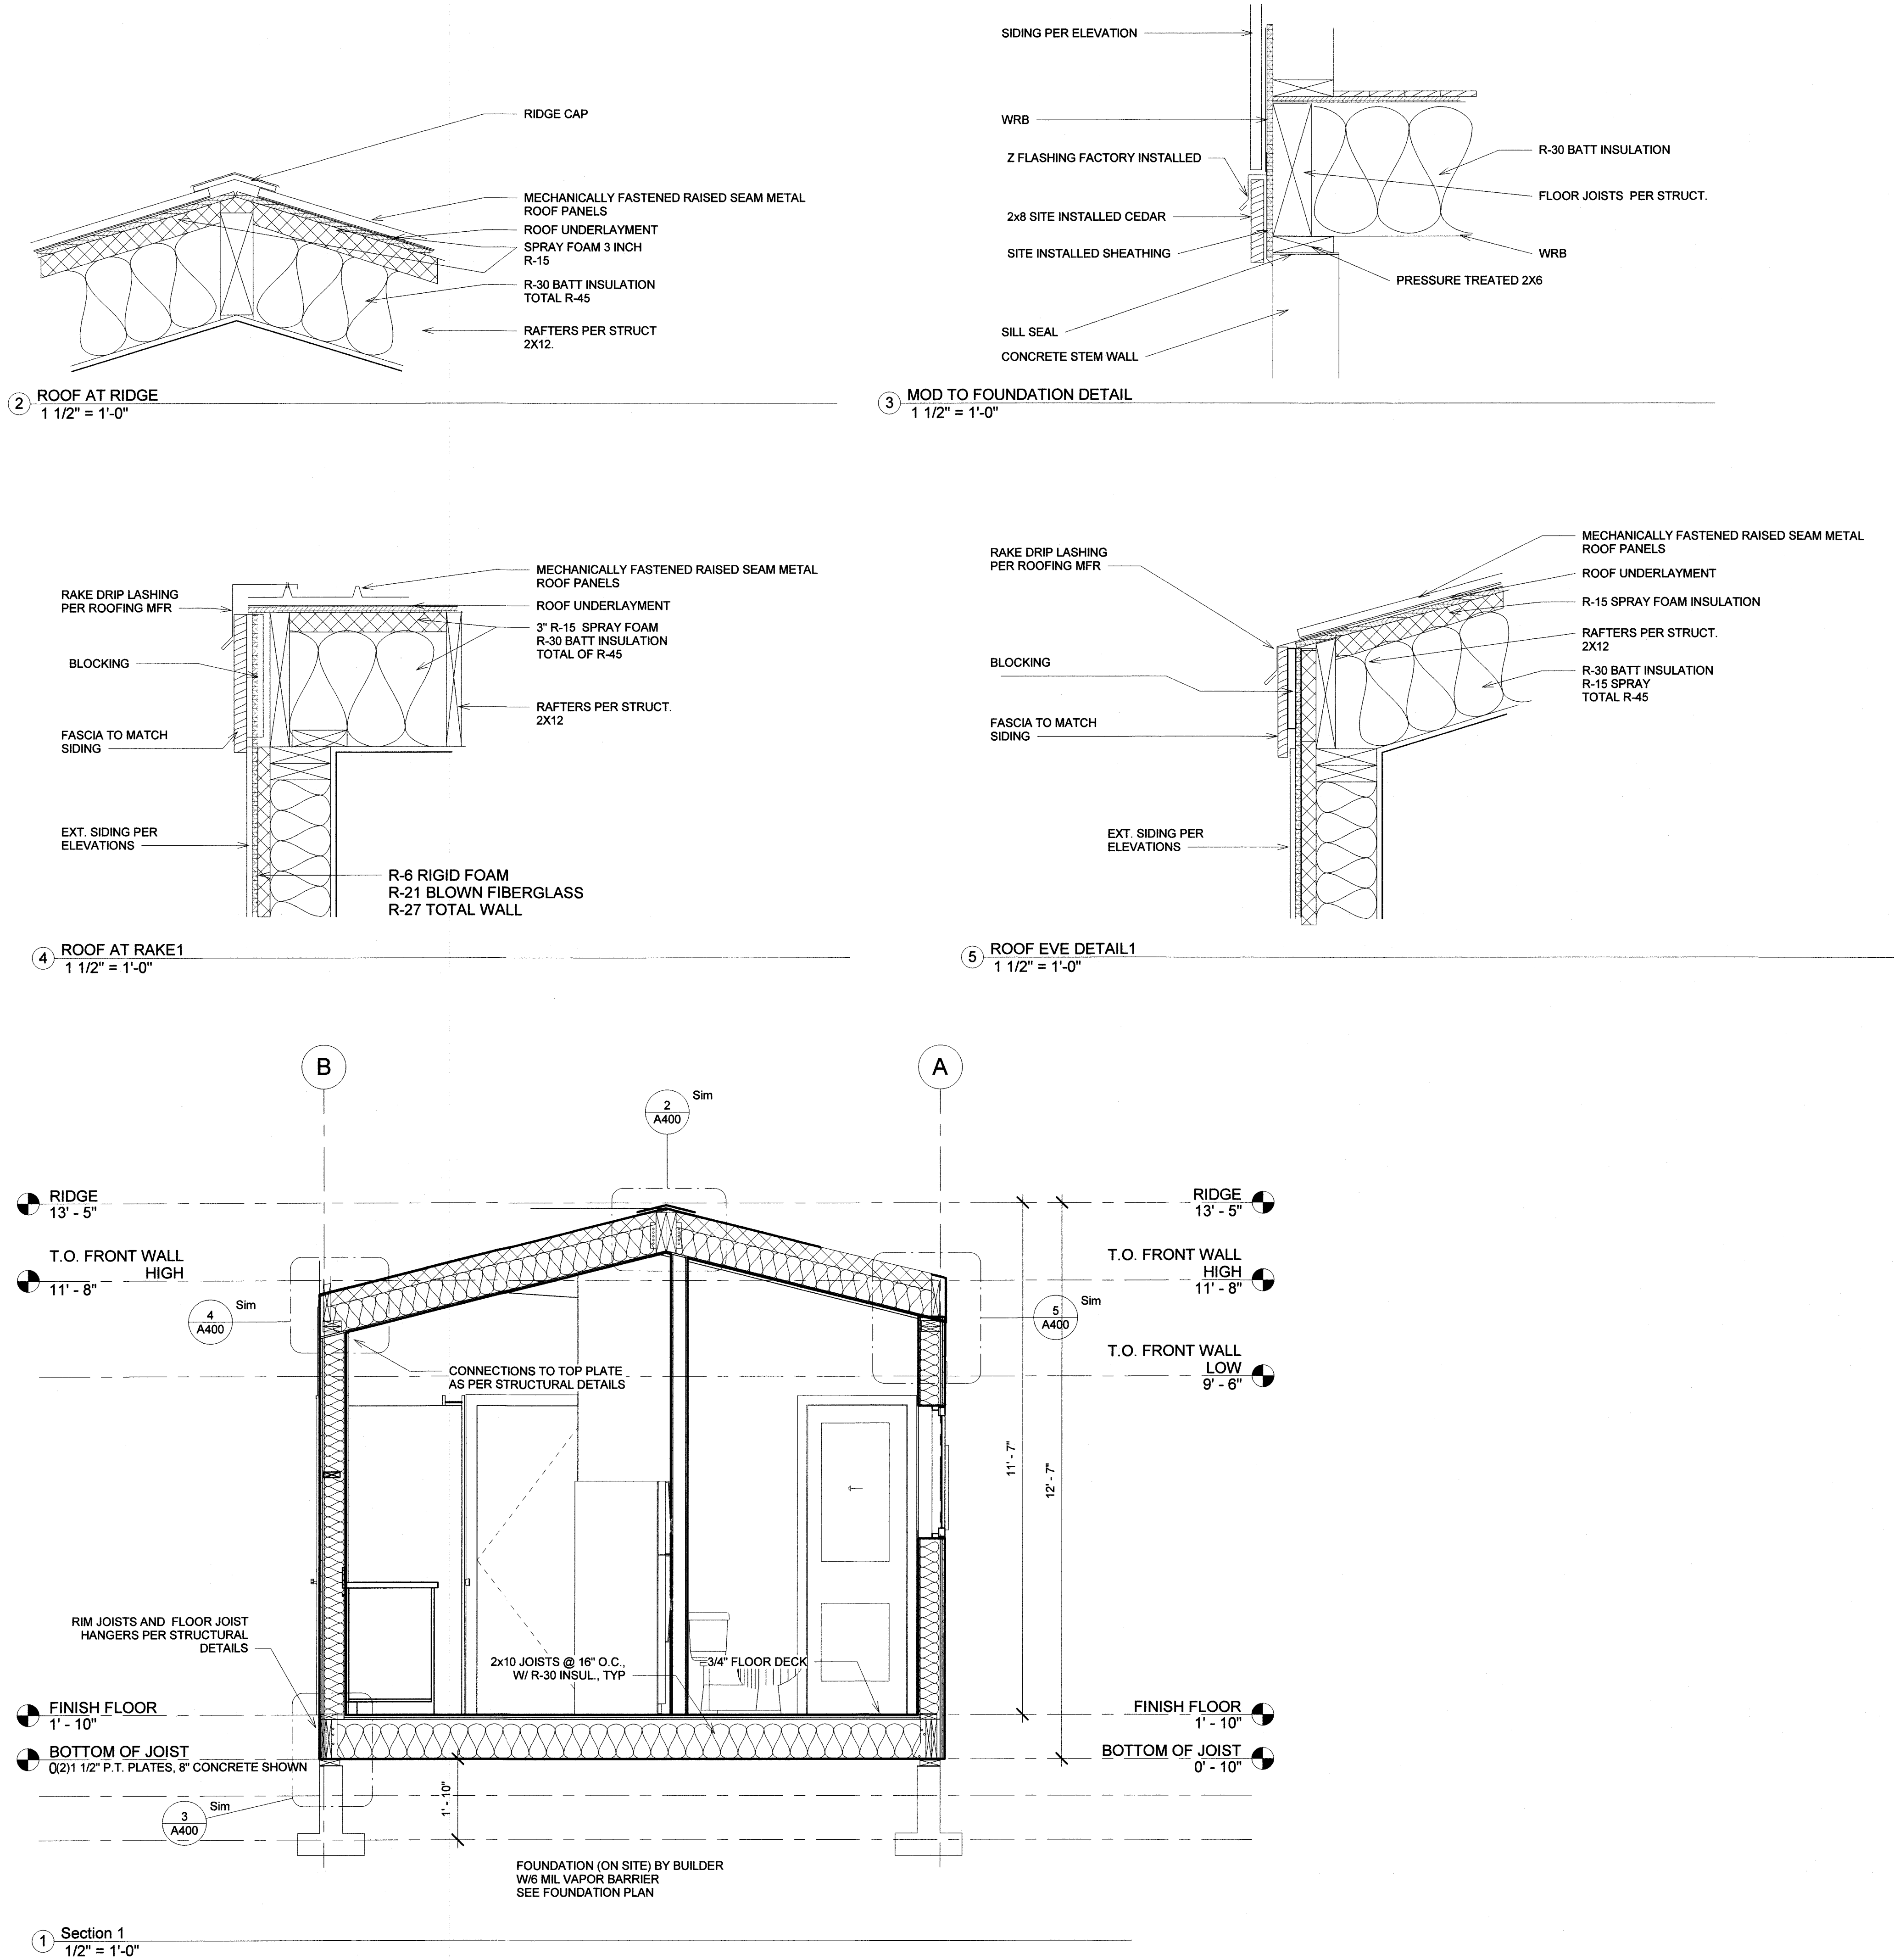 RIDGE CAP
MECHANICALLY FASTENED RAISED SEAM METAL
ROOF PANELS
ROOF UNDERLAYMENT
SPRAY FOAM 3 INCH
R-15
R-30 BATT INSULATION
TOTAL R-45
RAFTERS PER STRUCT
2X12.
2 ROOF AT RIDGE
1 1/2" = 1'-0"
SIDING PER ELEVATION
WRB
Z FLASHING FACTORY INSTALLED
2x8 SITE INSTALLED CEDAR
SITE INSTALLED SHEATHING
SILL SEAL
CONCRETE STEM WALL
R-30 BATT INSULATION
FLOOR JOISTS PER STRUCT.
WRB
PRESSURE TREATED 2X6
3 MOD TO FOUNDATION DETAIL
1 1/2" = 1'-0"
RAKE DRIP LASHING
PER ROOFING MFR
BLOCKING
FASCIA TO MATCH
SIDING
EXT. SIDING PER
ELEVATIONS
MECHANICALLY FASTENED RAISED SEAM METAL
ROOF PANELS
ROOF UNDERLAYMENT
3" R-15 SPRAY FOAM
R-30 BATT INSULATION
TOTAL OF R-45
RAFTERS PER STRUCT.
2X12
R-6 RIGID FOAM
R-21 BLOWN FIBERGLASS
R-27 TOTAL WALL
4 ROOF AT RAKE1
1 1/2" = 1'-0"
RAKE DRIP LASHING
PER ROOFING MFR
BLOCKING
FASCIA TO MATCH
SIDING
EXT. SIDING PER
ELEVATIONS
MECHANICALLY FASTENED RAISED SEAM METAL
ROOF PANELS
ROOF UNDERLAYMENT
R-15 SPRAY FOAM INSULATION
RAFTERS PER STRUCT.
2X12
R-30 BATT INSULATION
R-15 SPRAY
TOTAL R-45
5 ROOF EVE DETAIL1
1 1/2" = 1'-0"
B
A
2
A400
Sim
RIDGE
13' - 5"
T.O. FRONT WALL
HIGH
11' - 8"
4
A400
Sim
CONNECTIONS TO TOP PLATE
AS PER STRUCTURAL DETAILS
RIDGE
13' - 5"
T.O. FRONT WALL
HIGH
11' - 8"
5
A400
Sim
T.O. FRONT WALL
LOW
9' - 6"
11' - 7"
12' - 7"
RIM JOISTS AND FLOOR JOIST
HANGERS PER STRUCTURAL
DETAILS
2x10 JOISTS @ 16" O.C.,
W/ R-30 INSUL., TYP
3/4" FLOOR DECK
FINISH FLOOR
1' - 10"
BOTTOM OF JOIST
0(2)1 1/2" P.T. PLATES, 8" CONCRETE SHOWN
FINISH FLOOR
1' - 10"
BOTTOM OF JOIST
0' - 10"
1' - 10"
3
A400
Sim
FOUNDATION (ON SITE) BY BUILDER
W/6 MIL VAPOR BARRIER
SEE FOUNDATION PLAN
1 Section 1
1/2" = 1'-0"